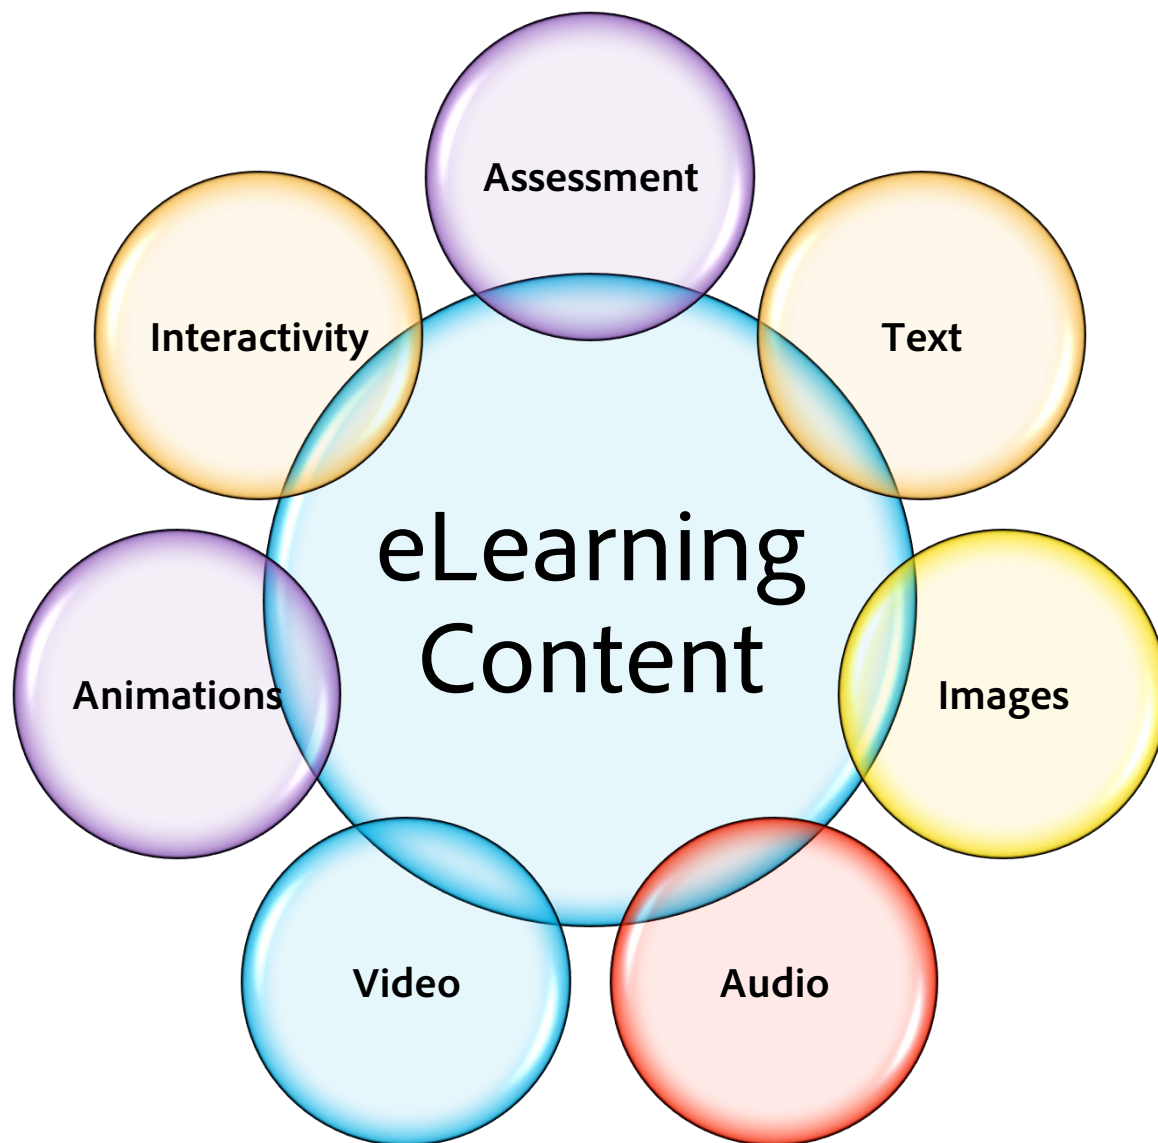 Assessment
Interactivity
Text
eLearning
Content
Animations
Images
Video
Audio